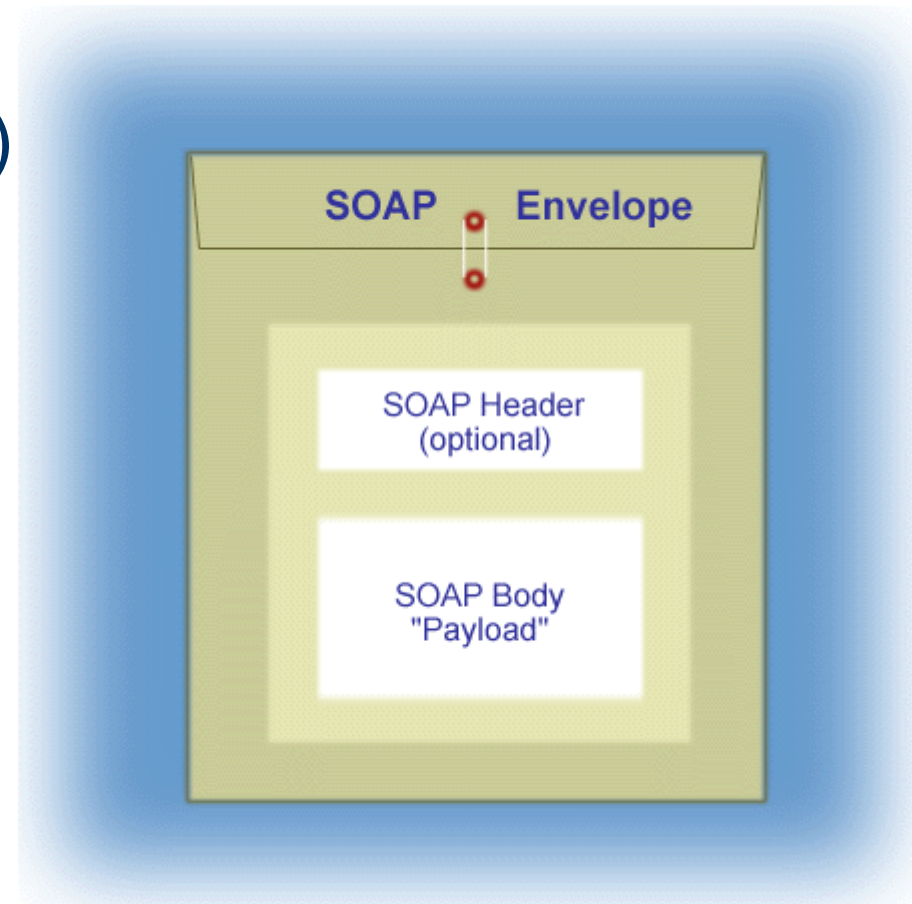 )
SOAP Envelope
SOAP Header
(optional)
SOAP Body
"Payload"